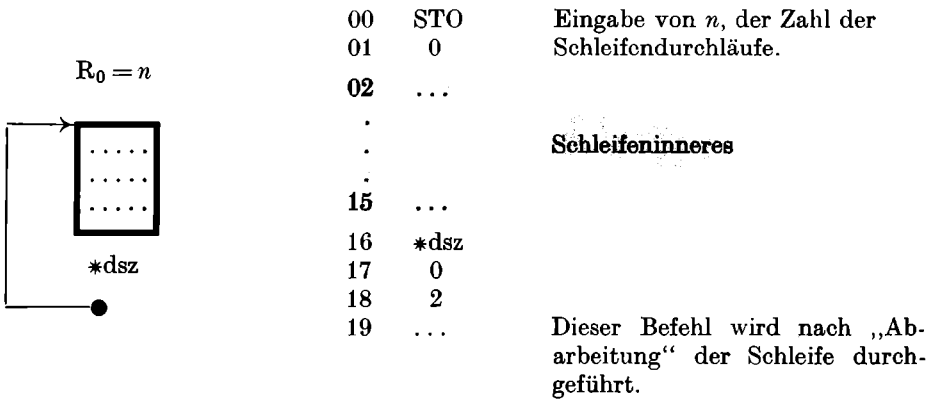 R₀ = n
. . . . .
. . . . .
. . . . .
*dsz
00 STO Eingabe von n, der Zahl der
01 0 Schleifendurchläufe.
02 . . .
.
. Schleifeninneres
.
15 . . .
16 *dsz
17 0
18 2
19 . . . Dieser Befehl wird nach „Ab-
arbeitung“ der Schleife durch-
geführt.